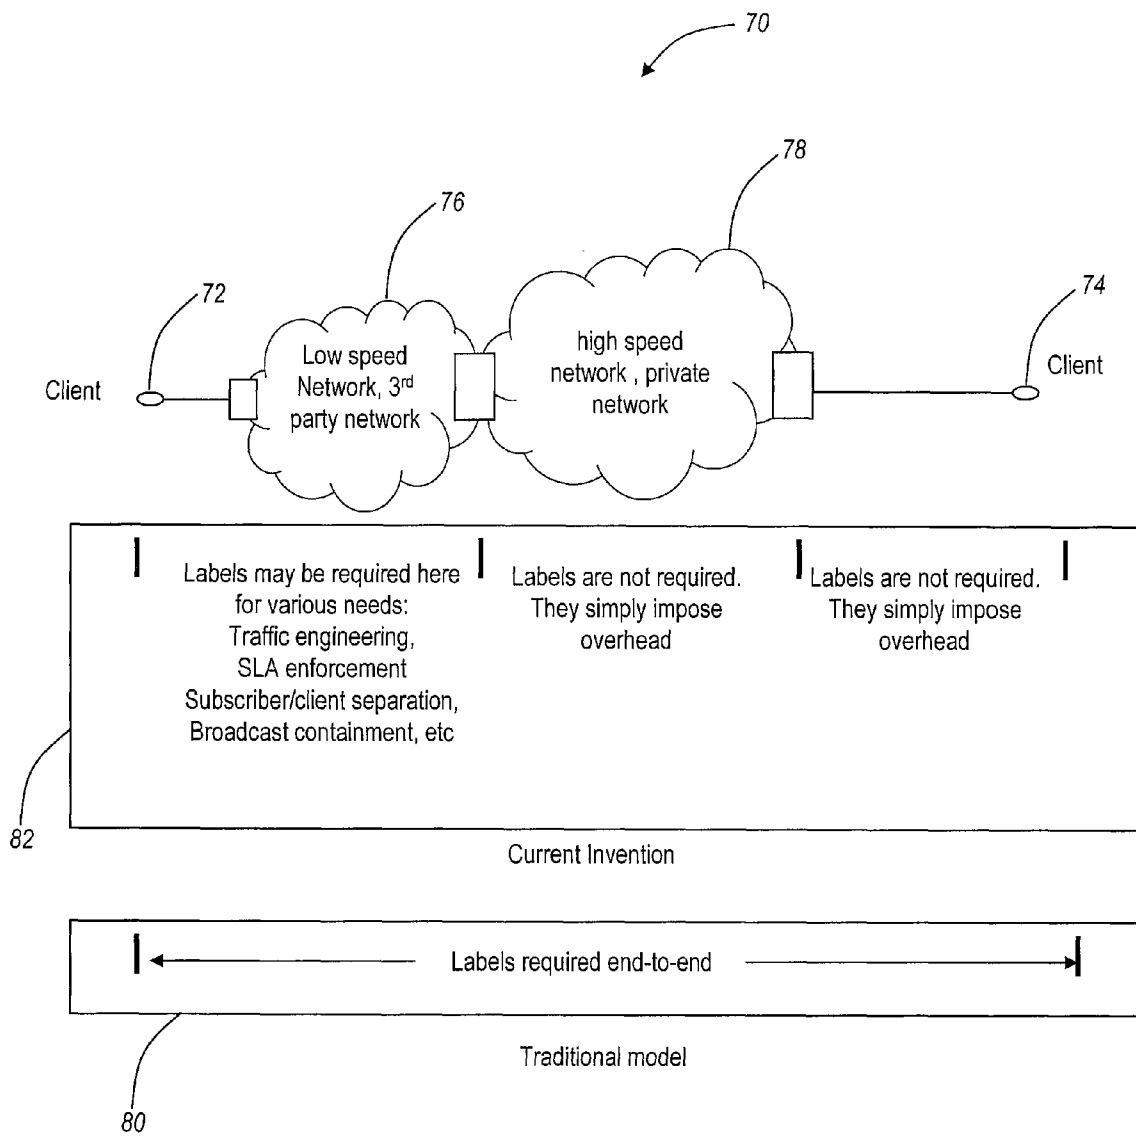 70
78
76
72
74
Client
Low speed
Network, 3rd
party network
high speed
network , private
network
Client
Labels may be required here
for various needs:
Traffic engineering,
SLA enforcement
Subscriber/client separation,
Broadcast containment, etc
Labels are not required.
They simply impose
overhead
Labels are not required.
They simply impose
overhead
82
Current Invention
Labels required end-to-end
Traditional model
80